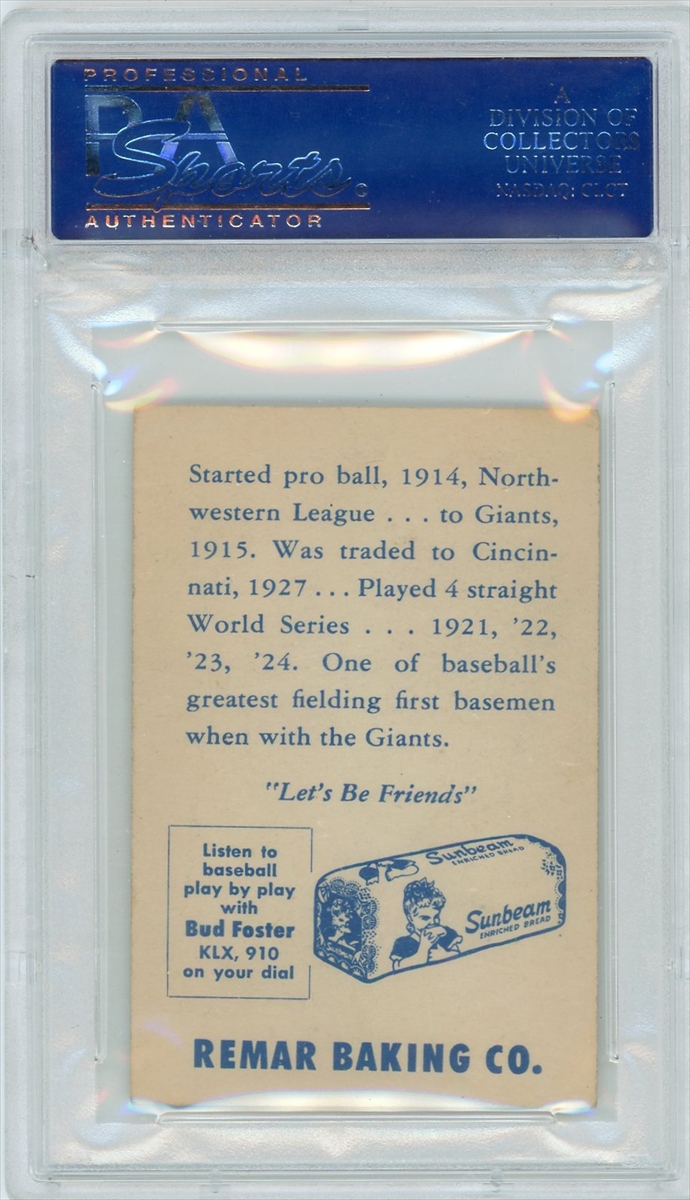 PROFESSIONAL
PSA
Sports
AUTHENTICATOR
A
DIVISION OF
COLLECTORS
UNIVERSE
NASDAQ: CLCT
Started pro ball, 1914, North-
western League . . . to Giants,
1915. Was traded to Cincin-
nati, 1927 . . . Played 4 straight
World Series . . . 1921, ’22,
’23, ’24. One of baseball’s
greatest fielding first basemen
when with the Giants.
"Let's Be Friends"
Listen to
baseball
play by play
with
Bud Foster
KLX, 910
on your dial
Sunbeam
ENRICHED BREAD
Sunbeam
ENRICHED BREAD
REMAR BAKING CO.